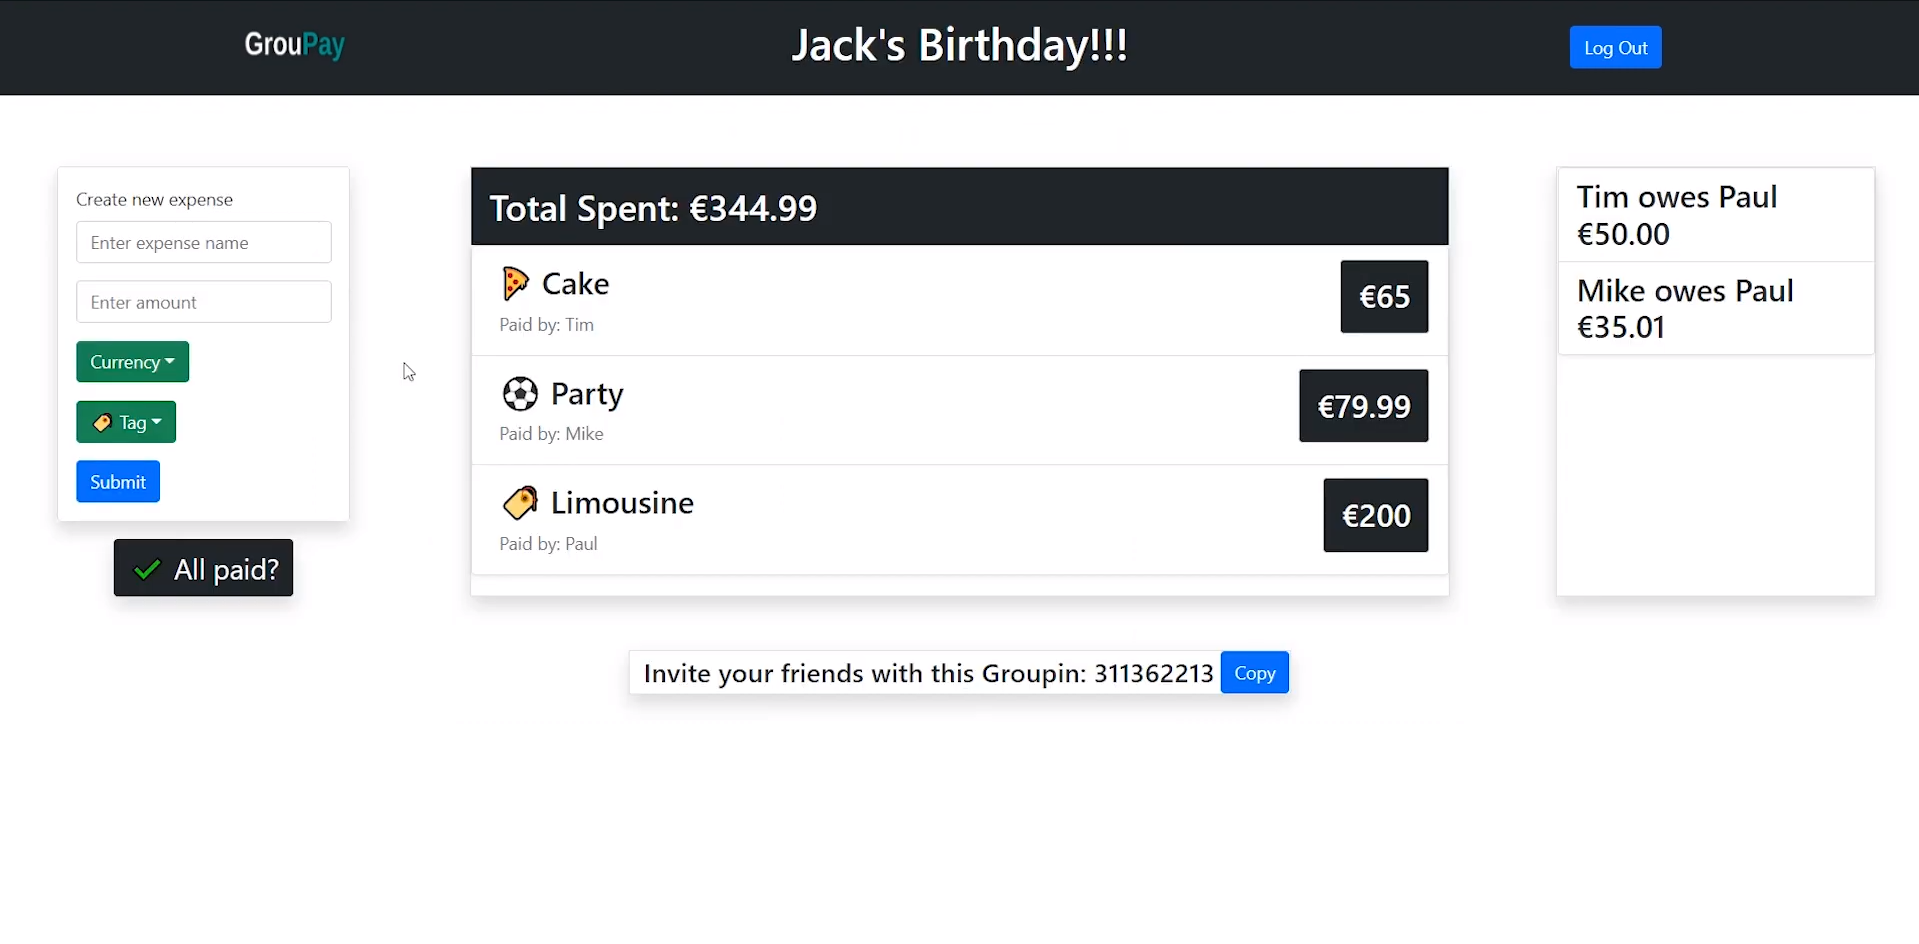 GrouPay
Jack's Birthday!!!
Log Out
Create new expense
Enter expense name
Enter amount
Currency
Tag
Submit
All paid?
Total Spent: €344.99
Cake
€65
Paid by: Tim
Party
€79.99
Paid by: Mike
Limousine
€200
Paid by: Paul
Tim owes Paul
€50.00
Mike owes Paul
€35.01
Invite your friends with this Groupin: 311362213
Copy